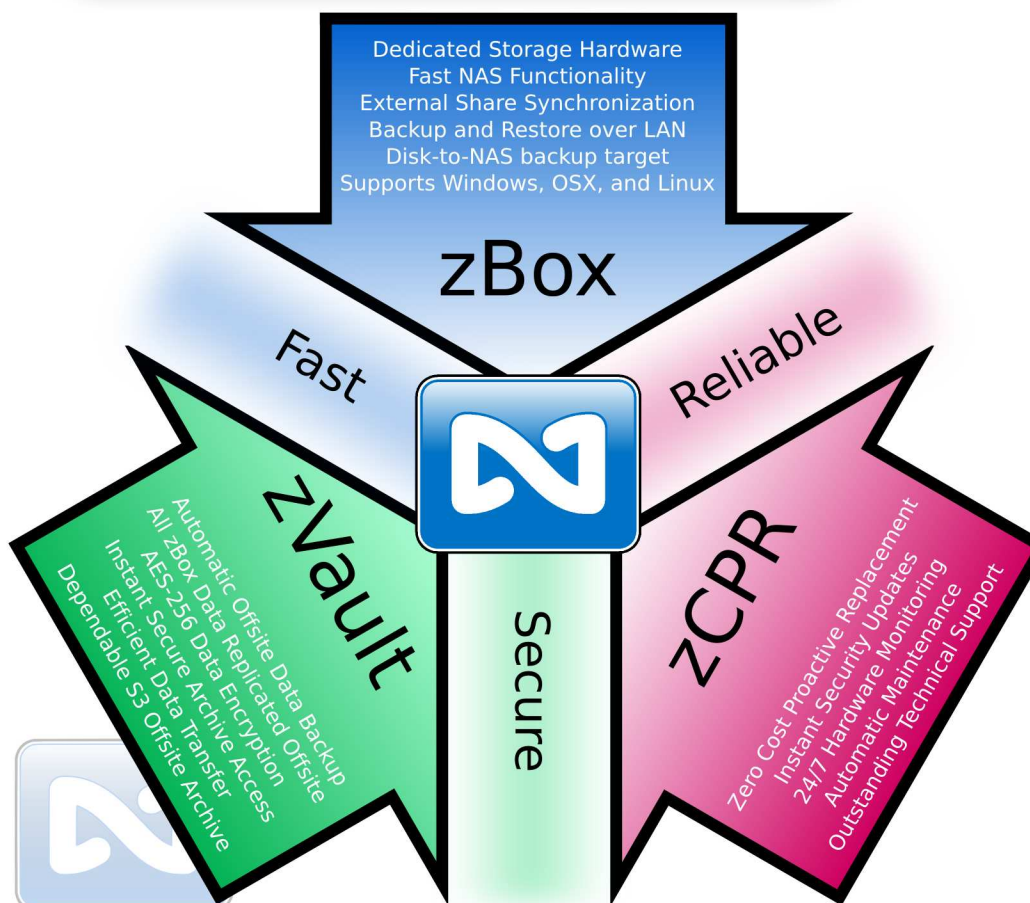 Dedicated Storage Hardware
Fast NAS Functionality
External Share Synchronization
Backup and Restore over LAN
Disk-to-NAS backup target
Supports Windows, OSX, and Linux
zBox
Fast
Reliable
zVault
Automatic Offsite Data Backup
All zBox Data Replicated Offsite
AES-256 Data Encryption
Instant Secure Archive Access
Efficient Data Transfer
Dependable S3 Offsite Archive
Secure
zCPR
Zero Cost Proactive Replacement
Instant Security Updates
24/7 Hardware Monitoring
Automatic Maintenance
Outstanding Technical Support